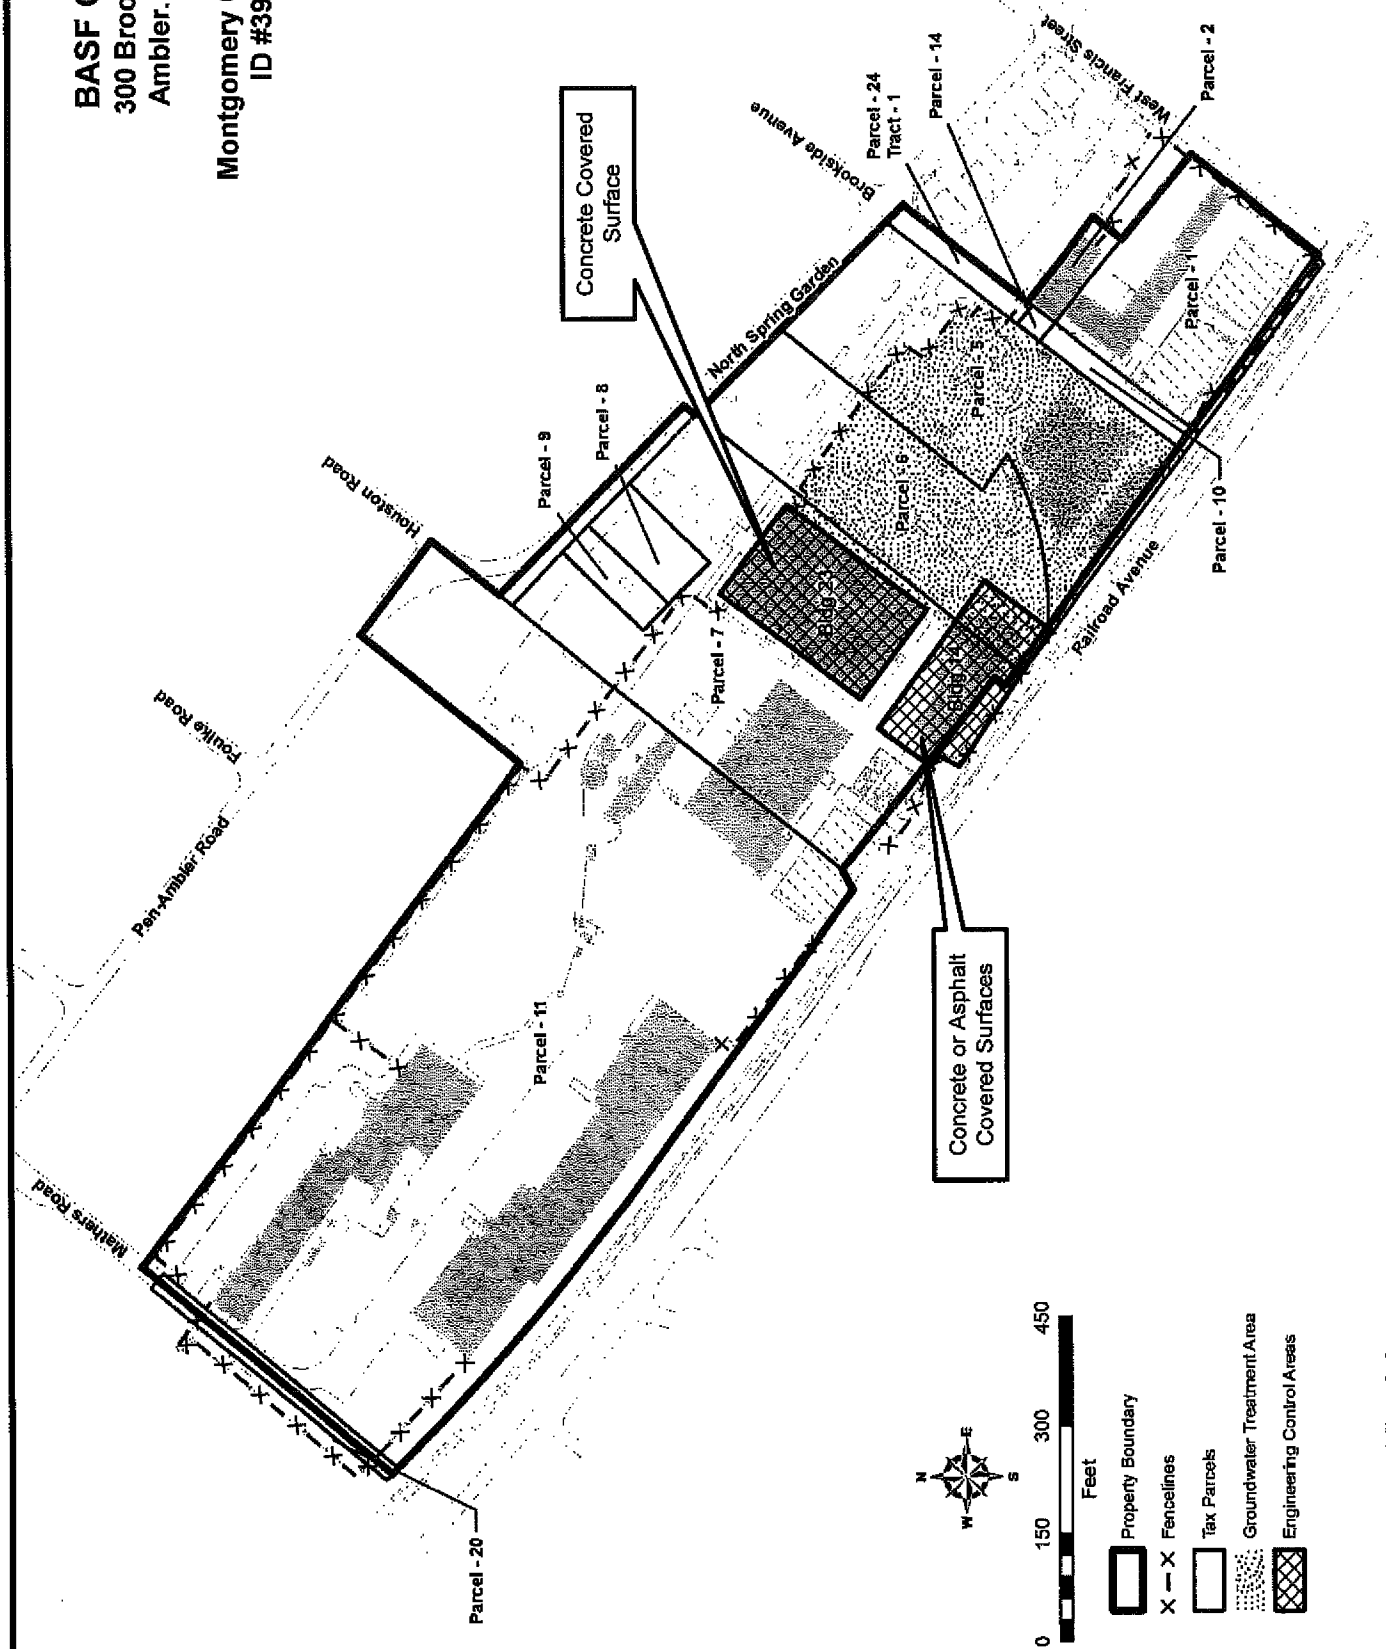 BASF
300
Ambler.
Montgomery
ID #39
Concrete Covered
Surface
Concrete or Asphalt
Covered Surfaces
Mathers Road
Pen-Ambler Road
Foulke Road
Houston Road
North Spring Garden
Brookside Avenue
West Francis Street
Railroad Avenue
Parcel - 20
Parcel - 11
Parcel - 7
Parcel - 9
Parcel - 8
Parcel - 6
Parcel - 5
Parcel - 24
Tract - 1
Parcel - 14
Parcel - 2
Parcel - 1
Parcel - 10
Bldg
Bldg
N
W
E
S
0 150 300 450
Feet
Property Boundary
Fencelines
Tax Parcels
Groundwater Treatment Area
Engineering Control Areas